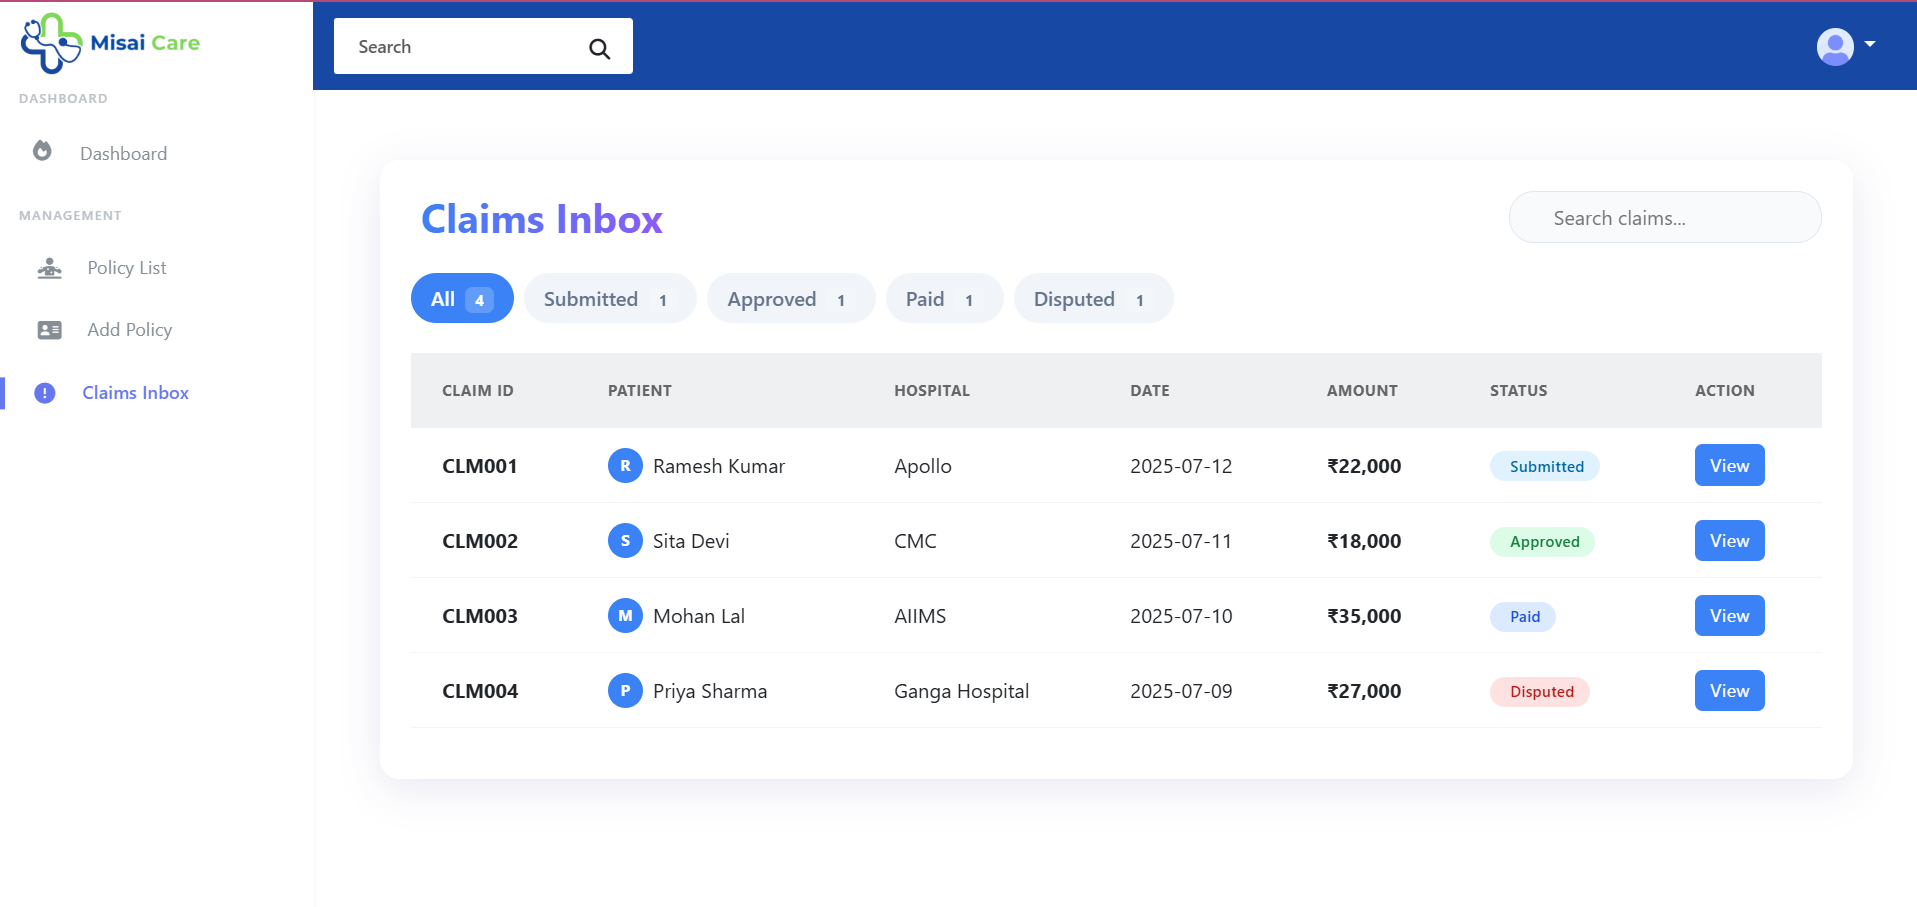 Misai Care
Search
DASHBOARD
Dashboard
MANAGEMENT
Policy List
Add Policy
Claims Inbox
Claims Inbox
Search claims...
All 4 Submitted 1 Approved 1 Paid 1 Disputed 1
CLAIM ID PATIENT HOSPITAL DATE AMOUNT STATUS ACTION
CLM001 R Ramesh Kumar Apollo 2025-07-12 ₹22,000 Submitted View
CLM002 S Sita Devi CMC 2025-07-11 ₹18,000 Approved View
CLM003 M Mohan Lal AIIMS 2025-07-10 ₹35,000 Paid View
CLM004 P Priya Sharma Ganga Hospital 2025-07-09 ₹27,000 Disputed View